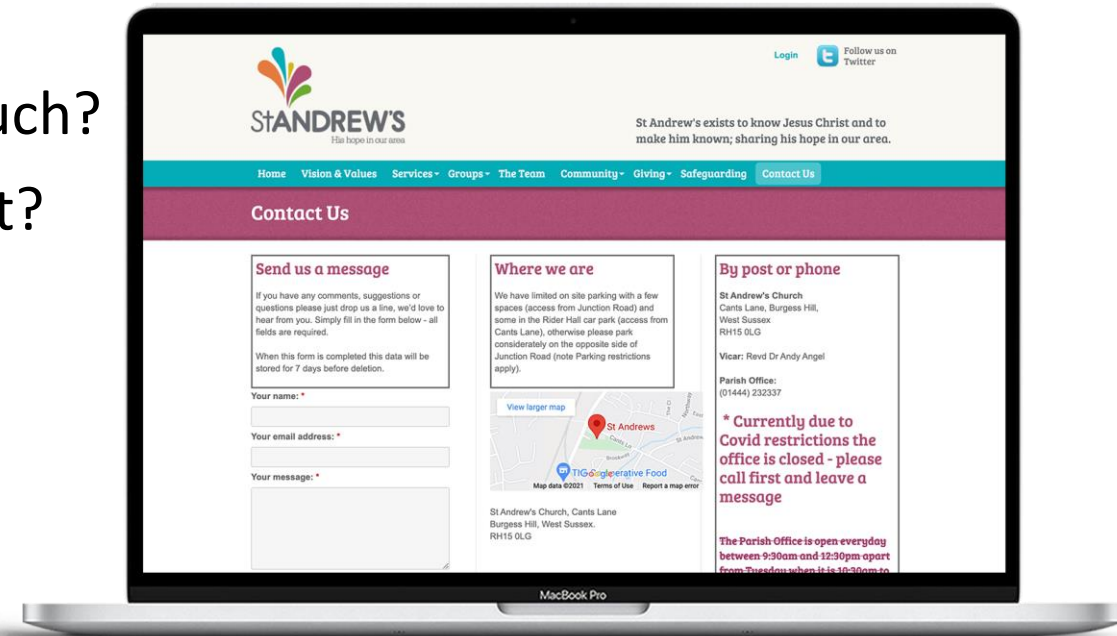 uch?
t?
Login
Follow us on
Twitter
StANDREW'S
His hope in our area
St Andrew's exists to know Jesus Christ and to
make him known; sharing his hope in our area.
Home Vision & Values Services Groups The Team Community Giving Safeguarding Contact Us
Contact Us
Send us a message
If you have any comments, suggestions or
questions please just drop us a line, we'd love to
hear from you. Simply fill in the form below - all
fields are required.
When this form is completed this data will be
stored for 7 days before deletion.
Your name: *
Your email address: *
Your message: *
Where we are
We have limited on site parking with a few
spaces (access from Junction Road) and
some in the Rider Hall car park (access from
Cants Lane), otherwise please park
considerately on the opposite side of
Junction Road (note Parking restrictions
apply).
View larger map
St Andrews
Cants Ln
Map data ©2021 Terms of Use Report a map error
St Andrew's Church, Cants Lane
Burgess Hill, West Sussex.
RH15 0LG
By post or phone
St Andrew's Church
Cants Lane, Burgess Hill,
West Sussex
RH15 0LG
Vicar: Revd Dr Andy Angel
Parish Office:
(01444) 232337
* Currently due to
Covid restrictions the
office is closed - please
call first and leave a
message
The Parish Office is open everyday
between 9:30am and 12:30pm apart
from Tuesday when it is 10:30am to
MacBook Pro